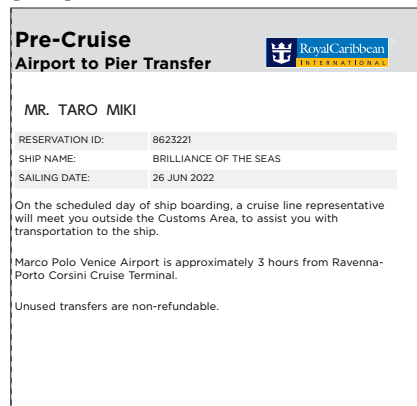 Pre-Cruise
Airport to Pier Transfer
RoyalCaribbean
INTERNATIONAL
MR. TARO MIKI
RESERVATION ID: 8623221
SHIP NAME: BRILLIANCE OF THE SEAS
SAILING DATE: 26 JUN 2022
On the scheduled day of ship boarding, a cruise line representative
will meet you outside the Customs Area, to assist you with
transportation to the ship.
Marco Polo Venice Airport is approximately 3 hours from Ravenna-
Porto Corsini Cruise Terminal.
Unused transfers are non-refundable.